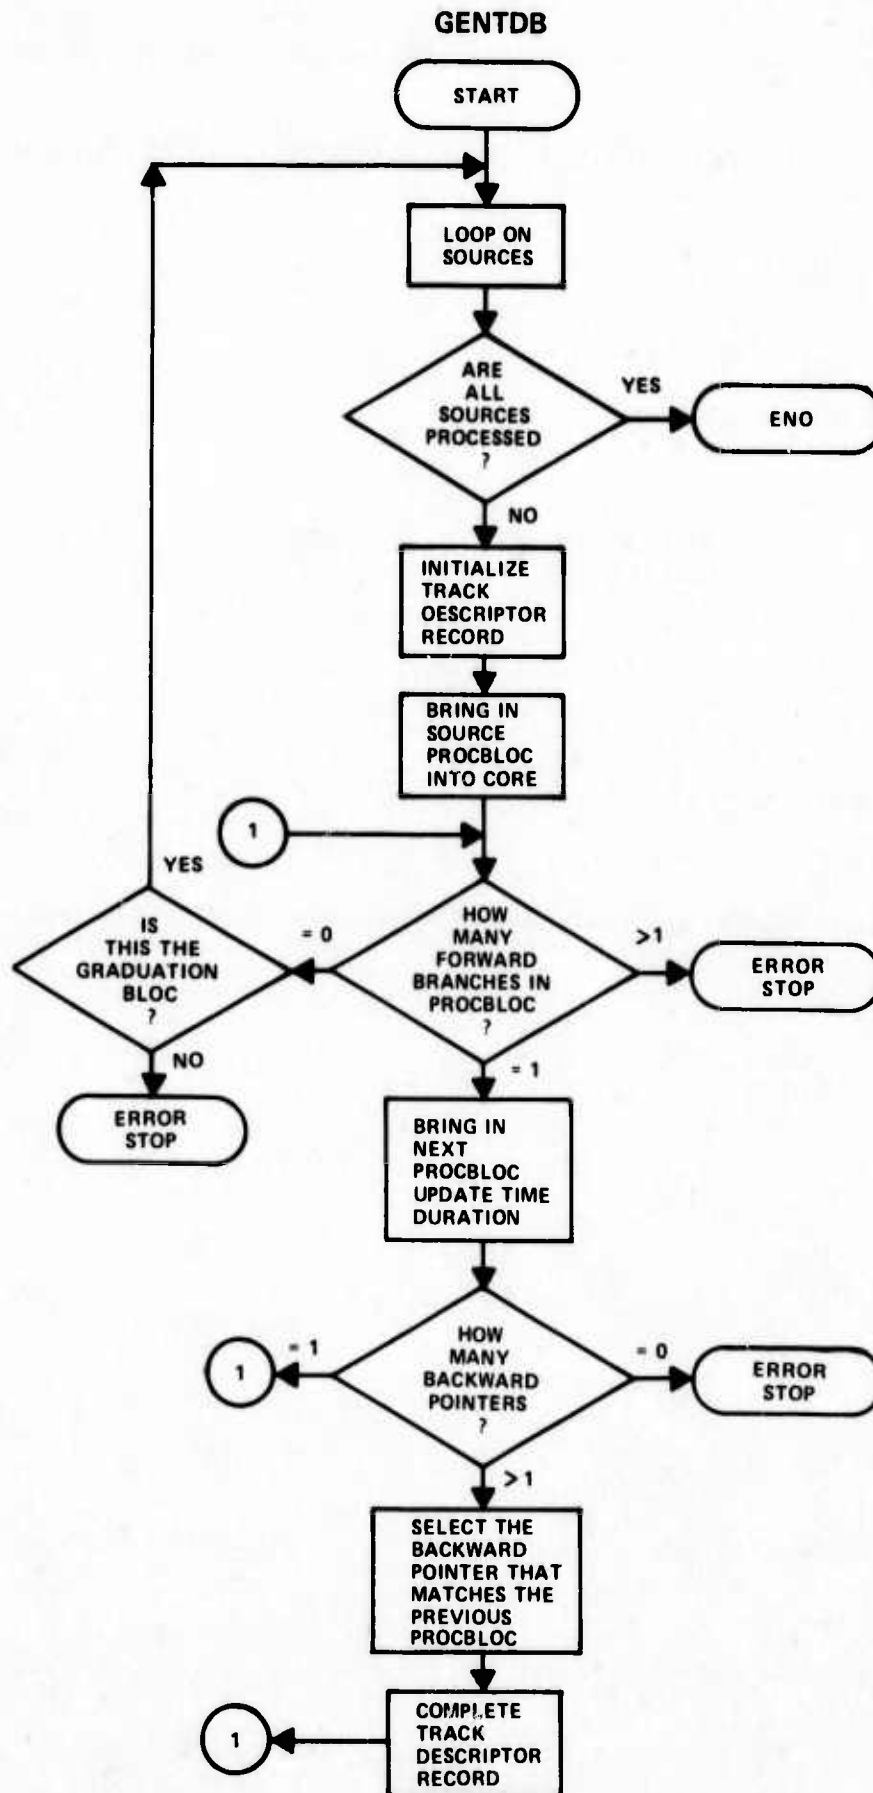 GENTDB
START
LOOP ON
SOURCES
ARE
ALL
SOURCES
PROCESSED
?
YES
ENO
NO
INITIALIZE
TRACK
OESCRIPTOR
RECORD
BRING IN
SOURCE
PROCBLOC
INTO CORE
1
YES
IS
THIS THE
GRADUATION
BLOC
?
= 0
HOW
MANY
FORWARD
BRANCHES IN
PROCBLOC
?
>1
ERROR
STOP
NO
ERROR
STOP
= 1
BRING IN
NEXT
PROCBLOC
UPDATE TIME
DURATION
1
= 1
HOW
MANY
BACKWARD
POINTERS
?
= 0
ERROR
STOP
>1
SELECT THE
BACKWARD
POINTER THAT
MATCHES THE
PREVIOUS
PROCBLOC
1
COMPLETE
TRACK
DESCRIPTOR
RECORD